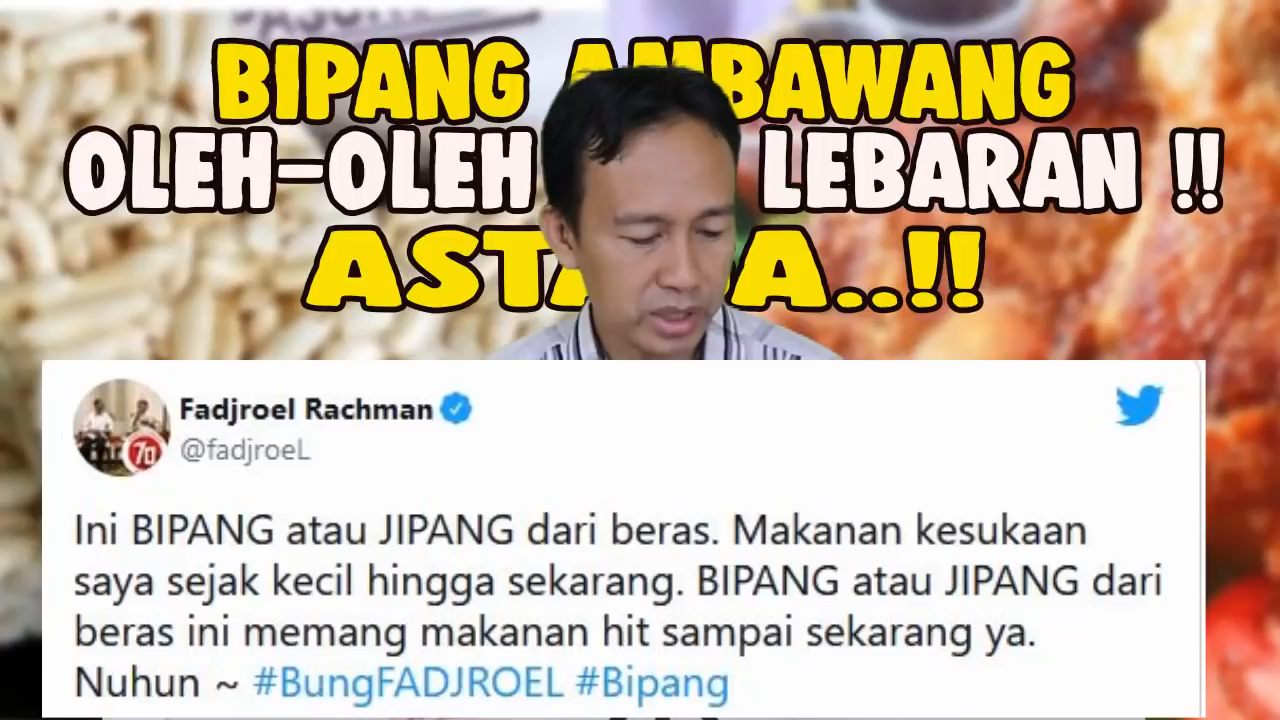 BIPANG AMBAWANG
OLEH-OLEH LEBARAN !!
..!!
Fadjroel Rachman
@fadjroeL
Ini BIPANG atau JIPANG dari beras. Makanan kesukaan
saya sejak kecil hingga sekarang. BIPANG atau JIPANG dari
beras ini memang makanan hit sampai sekarang ya.
Nuhun ~ #BungFADJROEL #Bipang